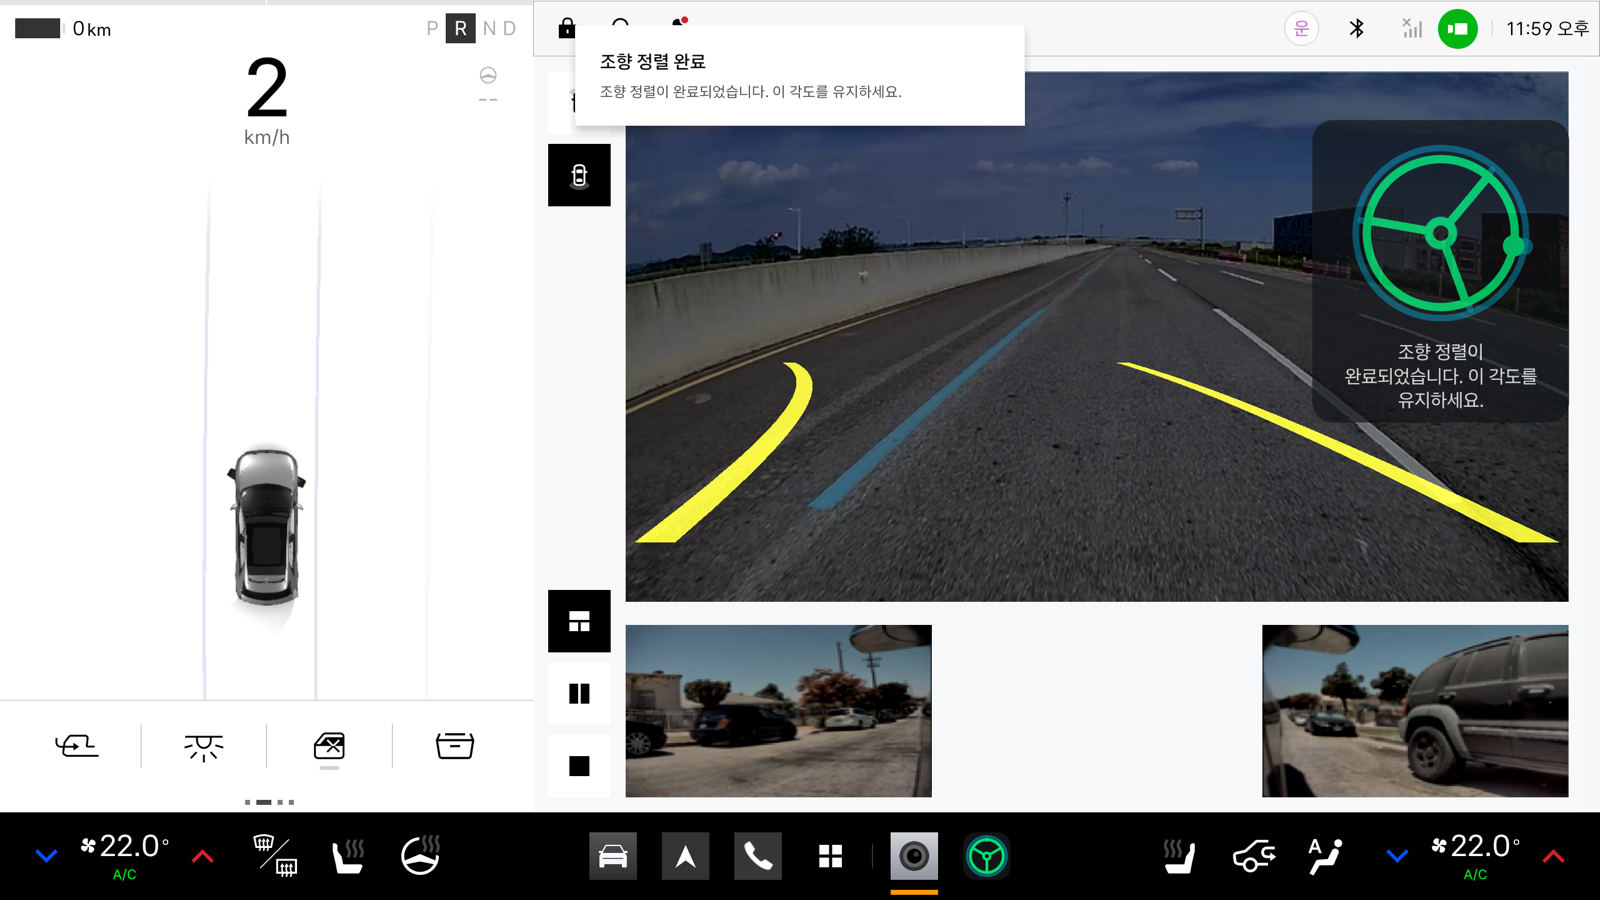 0 km
P R N D
2
km/h
--
운
11:59 오후
조향 정렬 완료
조향 정렬이 완료되었습니다. 이 각도를 유지하세요.
조향 정렬이
완료되었습니다. 이 각도를
유지하세요.
22.0°
A/C
A
22.0°
A/C